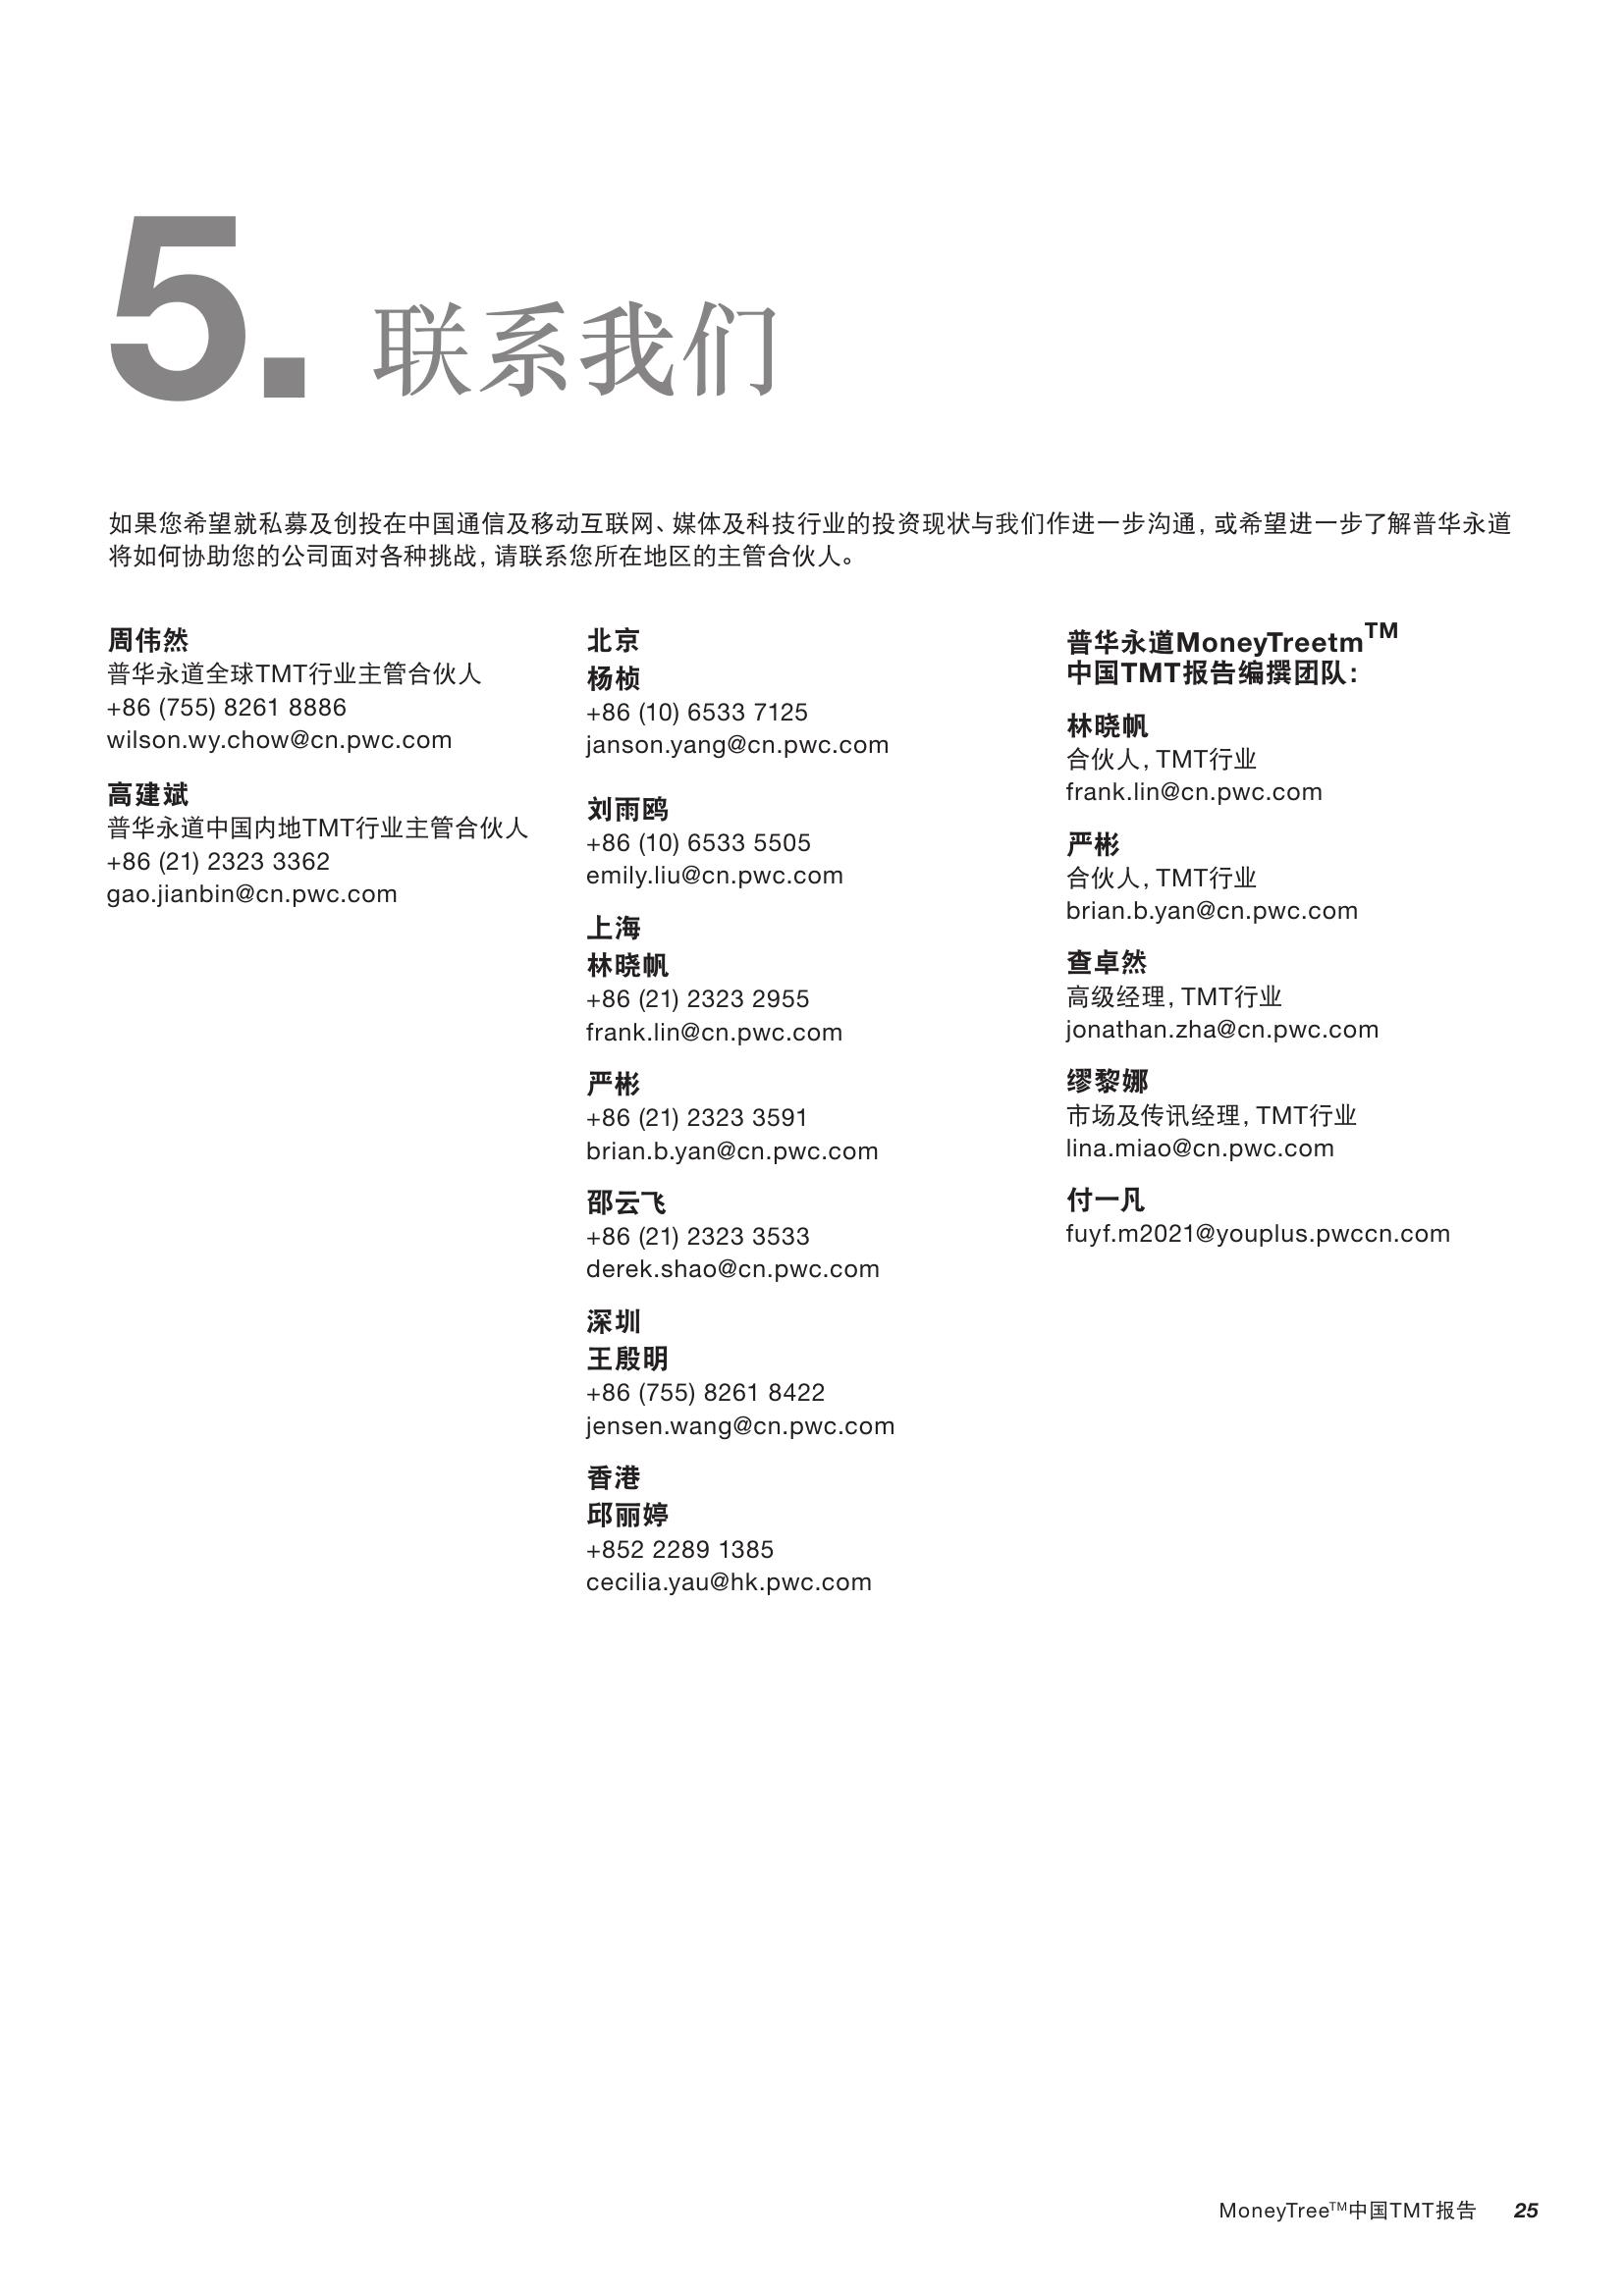 5. 联系我们
如果您希望就私募及创投在中国通信及移动互联网、媒体及科技行业的投资现状与我们作进一步沟通, 或希望进一步了解普华永道
将如何协助您的公司面对各种挑战, 请联系您所在地区的主管合伙人。
周伟然
普华永道全球TMT行业主管合伙人
+86 (755) 8261 8886
wilson.wy.chow@cn.pwc.com
高建斌
普华永道中国内地TMT行业主管合伙人
+86 (21) 2323 3362
gao.jianbin@cn.pwc.com
北京
杨桢
+86 (10) 6533 7125
janson.yang@cn.pwc.com
刘雨鸥
+86 (10) 6533 5505
emily.liu@cn.pwc.com
上海
林晓帆
+86 (21) 2323 2955
frank.lin@cn.pwc.com
严彬
+86 (21) 2323 3591
brian.b.yan@cn.pwc.com
邵云飞
+86 (21) 2323 3533
derek.shao@cn.pwc.com
深圳
王殷明
+86 (755) 8261 8422
jensen.wang@cn.pwc.com
香港
邱丽婷
+852 2289 1385
cecilia.yau@hk.pwc.com
普华永道MoneyTreetm™
中国TMT报告编撰团队:
林晓帆
合伙人, TMT行业
frank.lin@cn.pwc.com
严彬
合伙人, TMT行业
brian.b.yan@cn.pwc.com
查卓然
高级经理, TMT行业
jonathan.zha@cn.pwc.com
缪黎娜
市场及传讯经理, TMT行业
lina.miao@cn.pwc.com
付一凡
fuyf.m2021@youplus.pwccn.com
MoneyTree™中国TMT报告 25